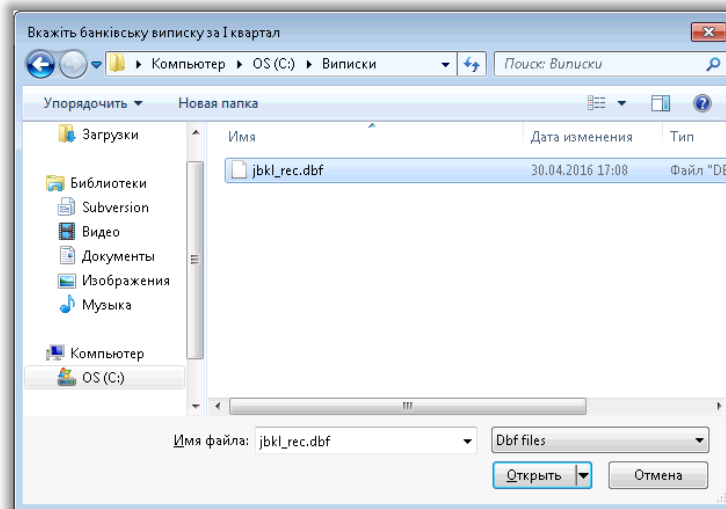 Вкажіть банківську виписку за І квартал
Компьютер OS (C:) Виписки Поиск: Виписки
Упорядочить Новая папка
Загрузки
Библиотеки
Subversion
Видео
Документы
Изображения
Музыка
Компьютер
OS (C:)
Имя Дата изменения Тип
jbkl_rec.dbf 30.04.2016 17:08 Файл "DB
Имя файла: jbkl_rec.dbf Dbf files
Открыть Отмена